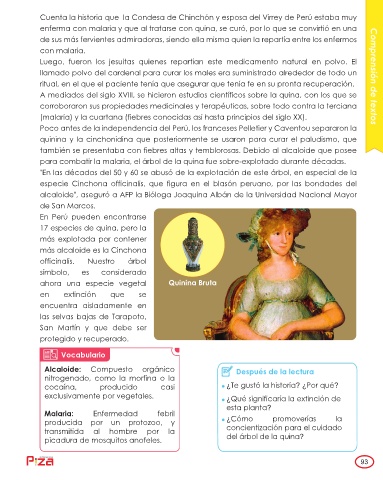 Cuenta la historia que la Condesa de Chinchón y esposa del Virrey de Perú estaba muy
enferma con malaria y que al tratarse con quina, se curó, por lo que se convirtió en una
de sus más fervientes admiradoras, siendo ella misma quien la repartía entre los enfermos
con malaria.
Luego, fueron los jesuitas quienes repartían este medicamento natural en polvo. El
llamado polvo del cardenal para curar los males era suministrado alrededor de todo un
ritual, en el que el paciente tenía que asegurar que tenía fe en su pronta recuperación.
A mediados del siglo XVIII, se hicieron estudios científicos sobre la quina, con los que se
corroboraron sus propiedades medicinales y terapéuticas, sobre todo contra la terciana
(malaria) y la cuartana (fiebres conocidas así hasta principios del siglo XX).
Poco antes de la independencia del Perú, los franceses Pelletier y Caventou separaron la
quinina y la cinchonidina que posteriormente se usaron para curar el paludismo, que
también se presentaba con fiebres altas y temblorosas. Debido al alcaloide que posee
para combatir la malaria, el árbol de la quina fue sobre-explotado durante décadas.
"En las décadas del 50 y 60 se abusó de la explotación de este árbol, en especial de la
especie Cinchona officinalis, que figura en el blasón peruano, por las bondades del
alcaloide", aseguró a AFP la Bióloga Joaquina Albán de la Universidad Nacional Mayor
de San Marcos.
En Perú pueden encontrarse
17 especies de quina, pero la
más explotada por contener
más alcaloide es la Cinchona
officinalis. Nuestro árbol
símbolo, es considerado
ahora una especie vegetal
en extinción que se
encuentra aisladamente en
las selvas bajas de Tarapoto,
San Martín y que debe ser
protegido y recuperado.
Quinina Bruta
Vocabulario
Alcaloide: Compuesto orgánico
nitrogenado, como la morfina o la
cocaína, producido casi
exclusivamente por vegetales.
Malaria: Enfermedad febril
producida por un protozoo, y
transmitida al hombre por la
picadura de mosquitos anofeles.
Después de la lectura
¿Te gustó la historia? ¿Por qué?
¿Qué significaría la extinción de
esta planta?
¿Cómo promoverías la
concientización para el cuidado
del árbol de la quina?
Comprensión de textos
93